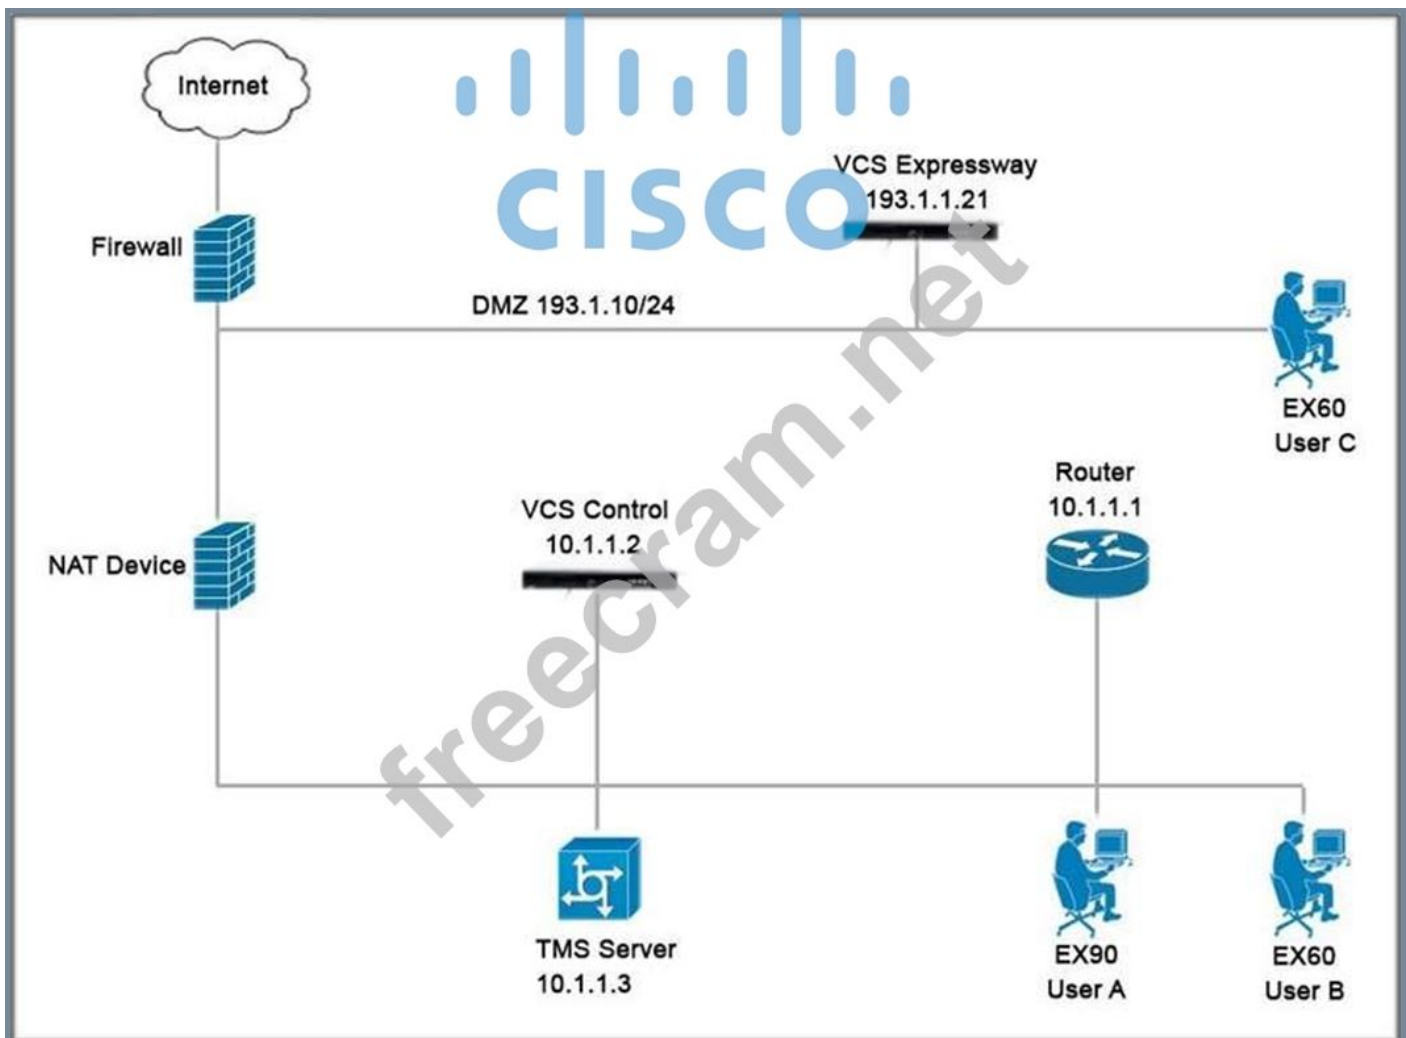 Internet
CISCO
VCS Expressway
193.1.1.21
Firewall
DMZ 193.1.10/24
EX60
User C
Router
10.1.1.1
VCS Control
10.1.1.2
NAT Device
freecram.net
TMS Server
10.1.1.3
EX90
User A
EX60
User B